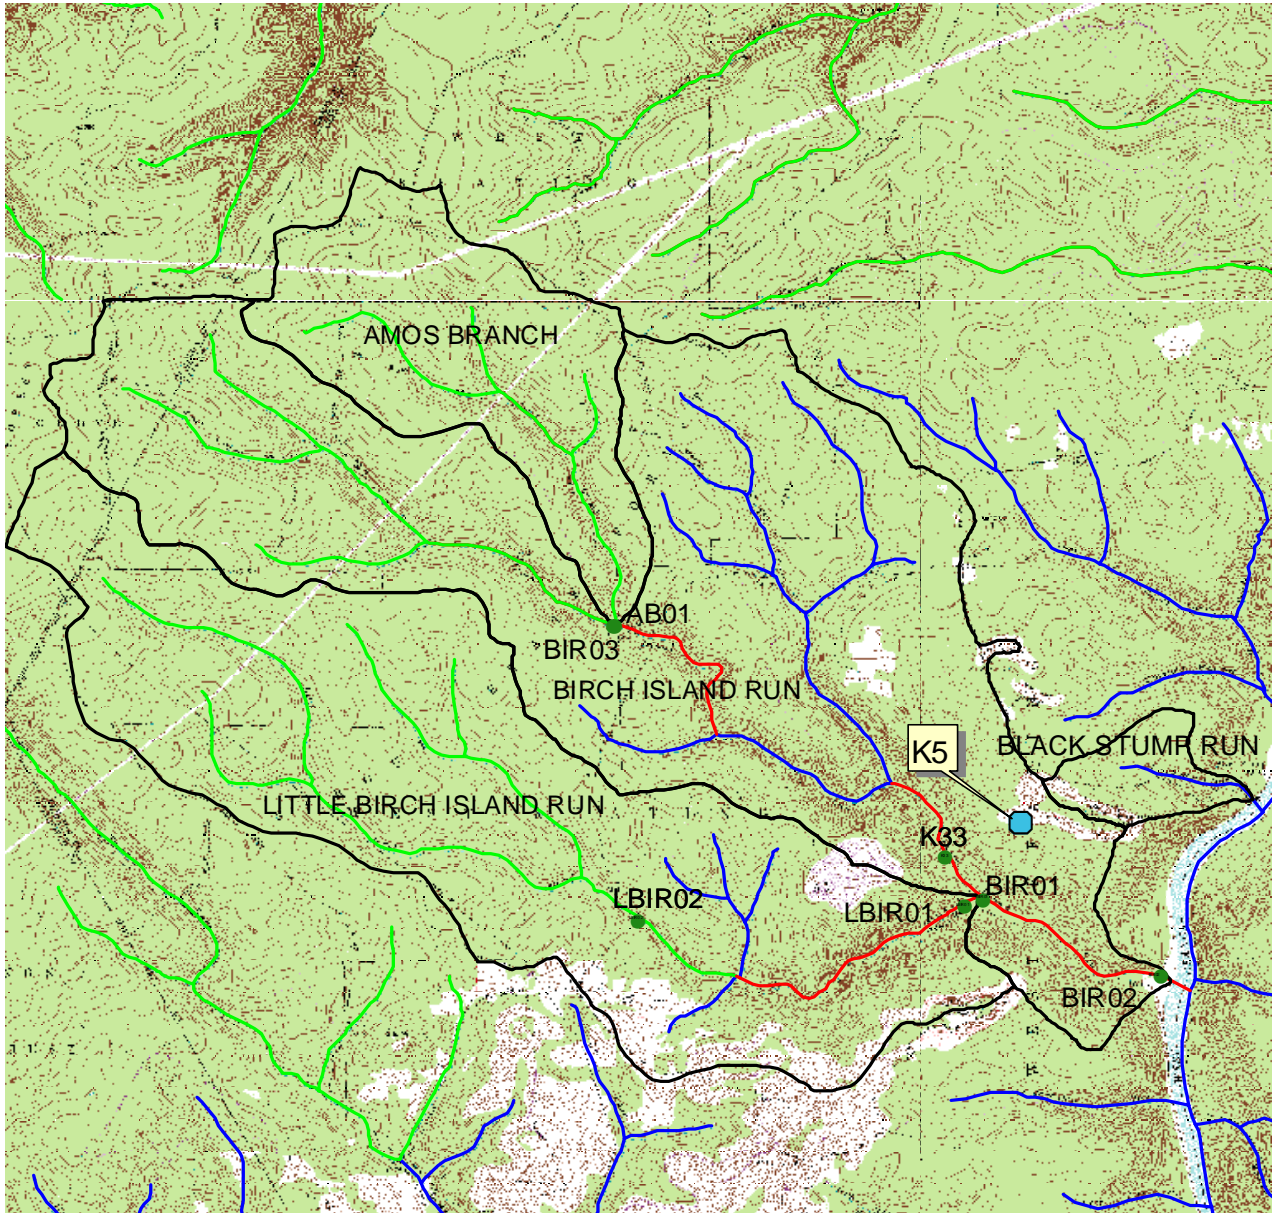 AMOS BRANCH
AB01
BIR03
BIRCH ISLAND RUN
K5
BLACK STUMP RUN
LITTLE BIRCH ISLAND RUN
K33
BIR01
LBIR02
LBIR01
BIR02